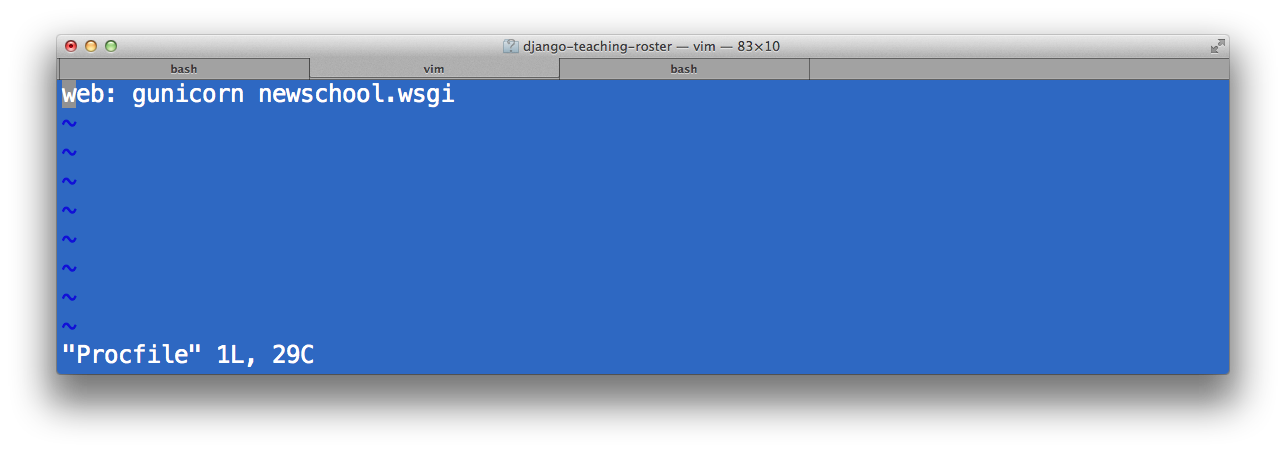 django-teaching-roster — vim — 83×10
bash vim bash
web: gunicorn newschool.wsgi
~
~
~
~
~
~
~
~
"Procfile" 1L, 29C